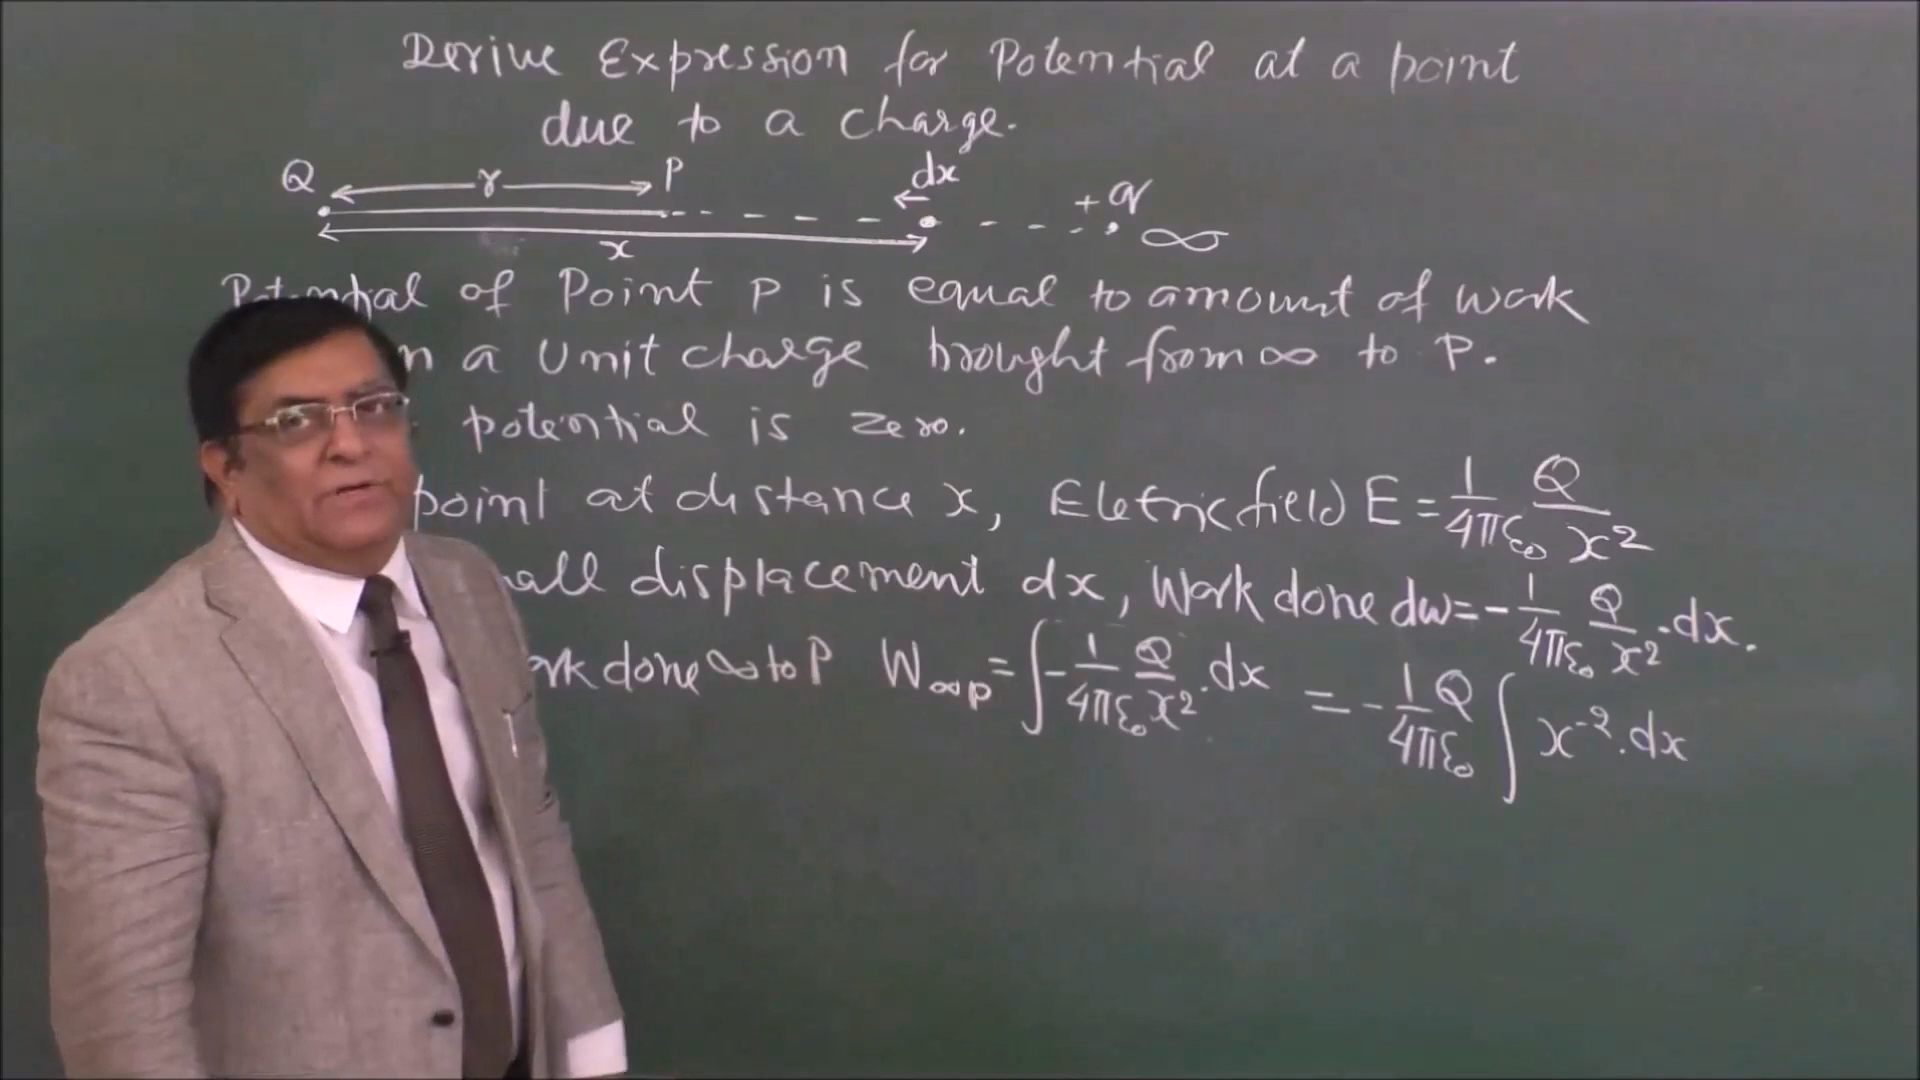 Derive Expression for Potential at a point
due to a charge.
Q r P dx +q
x ∞
Potential of Point P is equal to amount of work
n a Unit charge brought from ∞ to P.
potential is zero.
point at distance x, Eletric field E = 1/4πε₀ Q/x²
all displacement dx, Work done dw = - 1/4πε₀ Q/x² . dx.
rk done ∞ to P W∞P = ∫ - 1/4πε₀ Q/x² . dx = - 1/4πε₀ Q ∫ x⁻² . dx